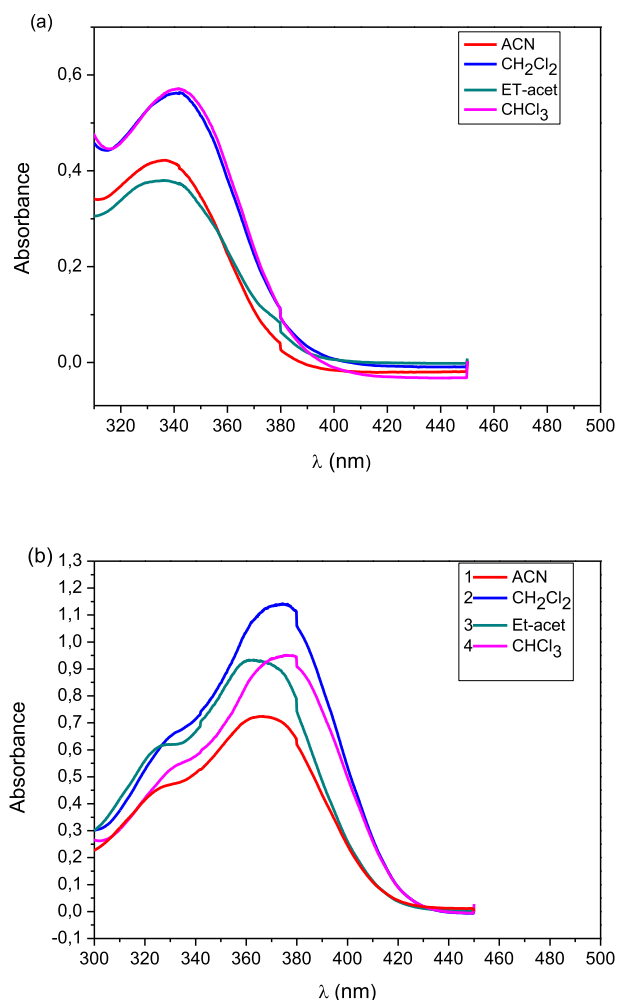 (a)
ACN
CH₂Cl₂
ET-acet
CHCl₃
0,6
0,4
0,2
0,0
Absorbance
320 340 360 380 400 420 440 460 480 500
λ (nm)
(b)
1 ACN
2 CH₂Cl₂
3 Et-acet
4 CHCl₃
1,3
1,2
1,1
1,0
0,9
0,8
0,7
0,6
0,5
0,4
0,3
0,2
0,1
0,0
-0,1
Absorbance
300 320 340 360 380 400 420 440 460 480 500
λ (nm)